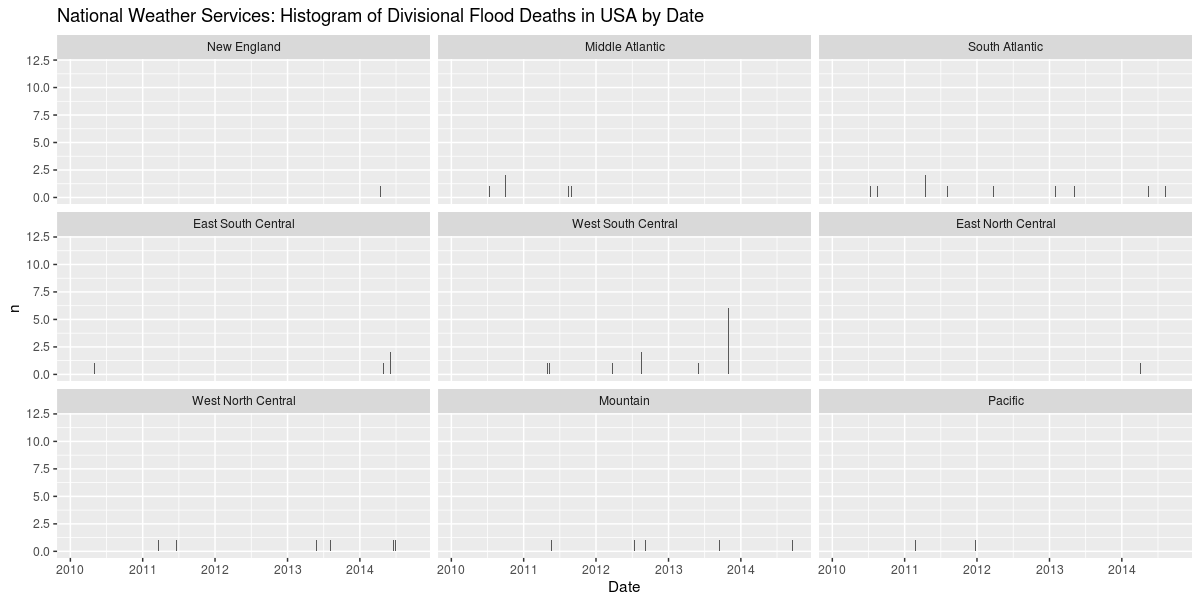 National Weather Services: Histogram of Divisional Flood Deaths in USA by Date
New England Middle Atlantic South Atlantic
12.5
10.0
7.5
5.0
2.5
0.0
East South Central West South Central East North Central
12.5
10.0
7.5
5.0
2.5
0.0
n
West North Central Mountain Pacific
12.5
10.0
7.5
5.0
2.5
0.0
2010 2011 2012 2013 2014 2010 2011 2012 2013 2014 2010 2011 2012 2013 2014
Date